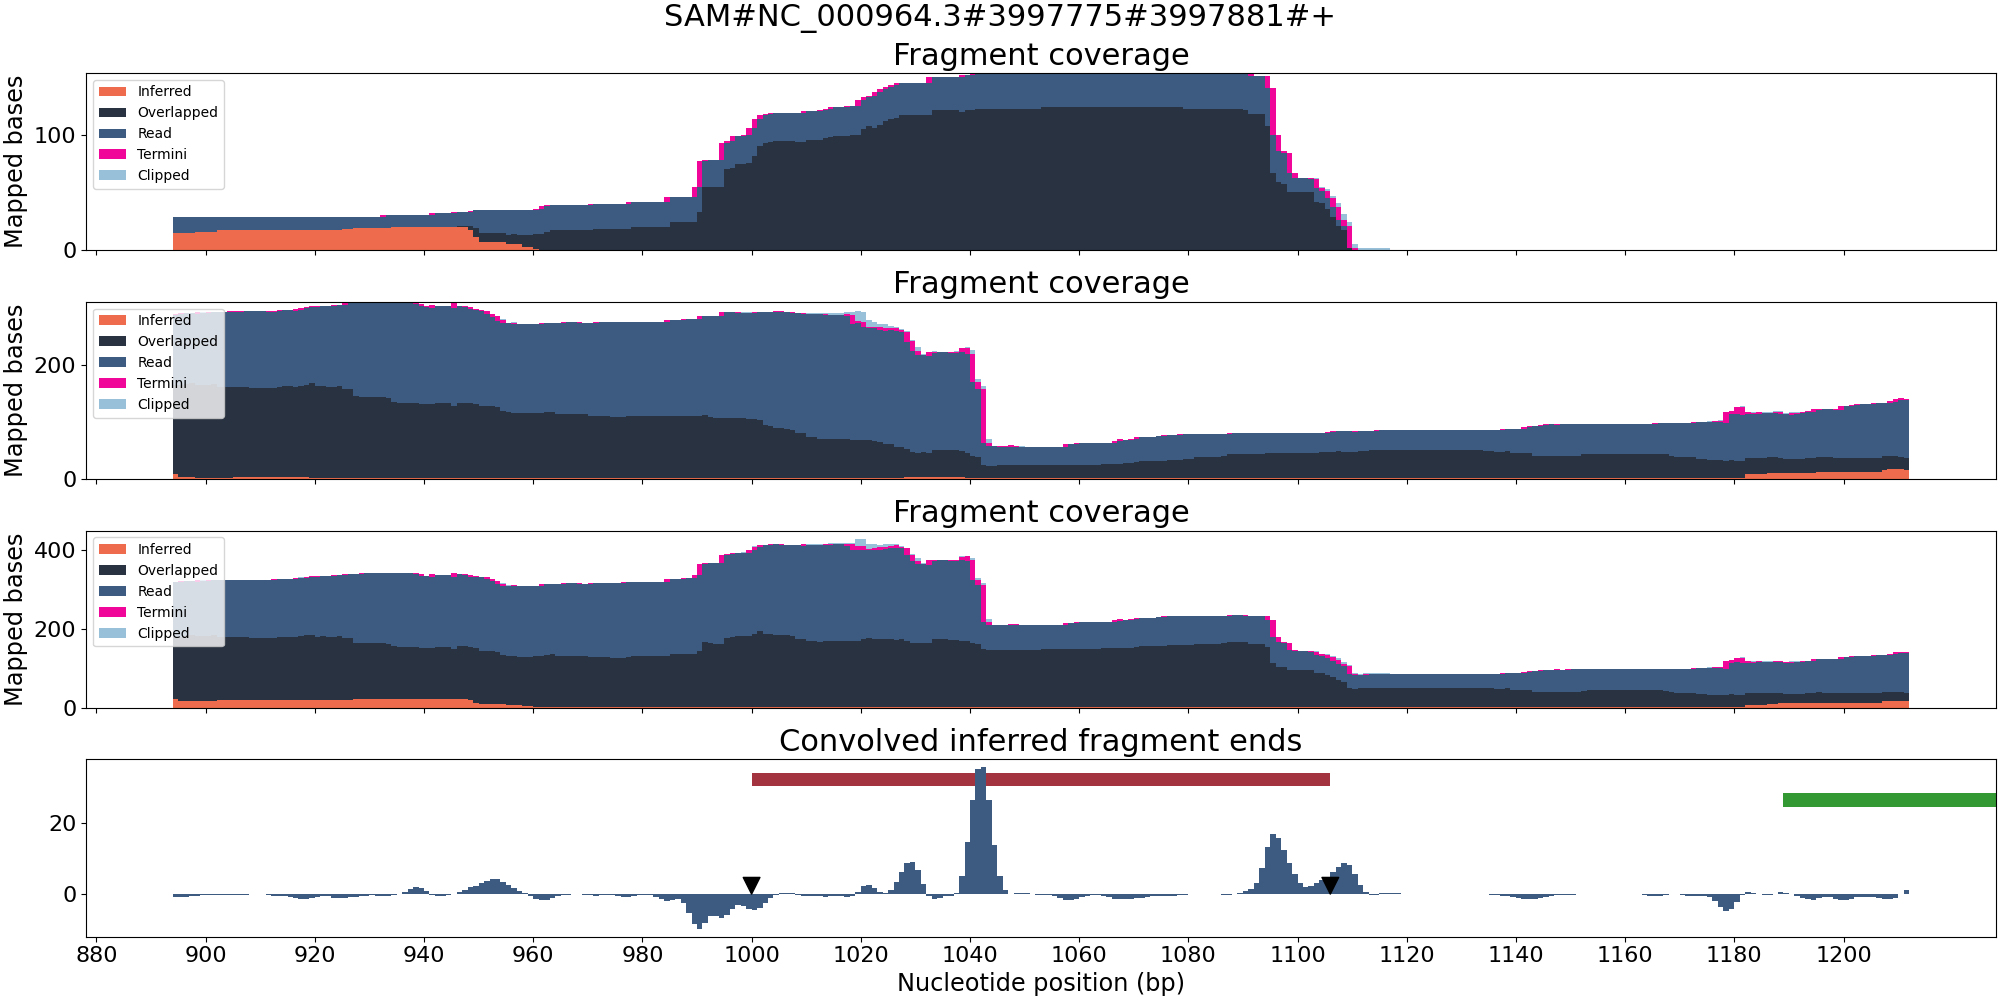 SAM#NC_000964.3#3997775#3997881#+
Fragment coverage
Mapped bases
100
0
Inferred
Overlapped
Read
Termini
Clipped
Fragment coverage
Mapped bases
200
0
Inferred
Overlapped
Read
Termini
Clipped
Fragment coverage
Mapped bases
400
200
0
Inferred
Overlapped
Read
Termini
Clipped
Convolved inferred fragment ends
20
0
880 900 920 940 960 980 1000 1020 1040 1060 1080 1100 1120 1140 1160 1180 1200
Nucleotide position (bp)